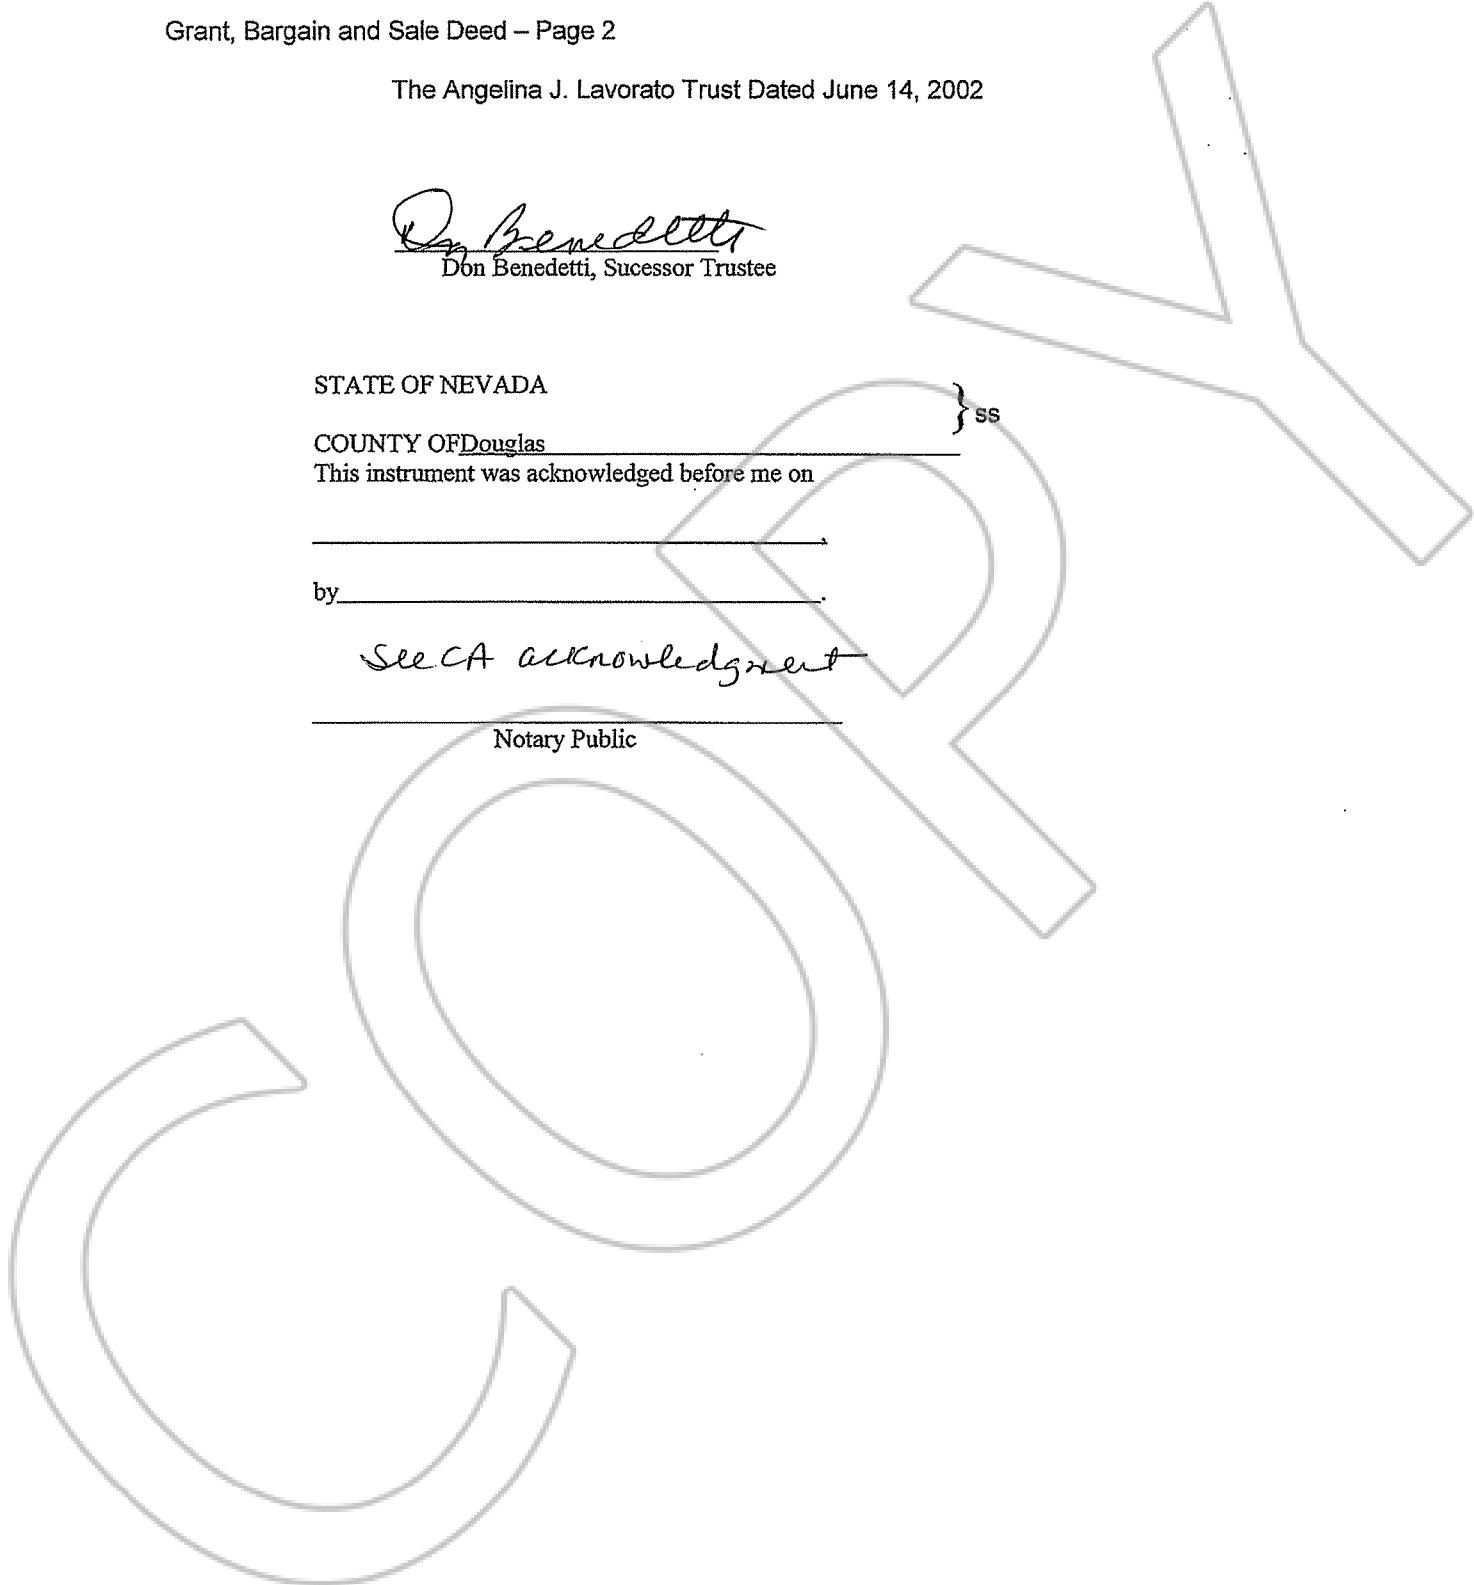 Grant, Bargain and Sale Deed – Page 2
The Angelina J. Lavorato Trust Dated June 14, 2002
Don Benedetti
Don Benedetti, Sucessor Trustee
STATE OF NEVADA
} ss
COUNTY OF Douglas
This instrument was acknowledged before me on
.
by .
See CA acknowledgment
Notary Public
COPY